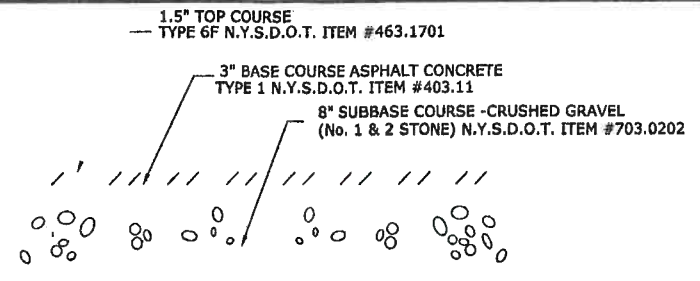 1.5" TOP COURSE
TYPE 6F N.Y.S.D.O.T. ITEM #463.1701
3" BASE COURSE ASPHALT CONCRETE
TYPE 1 N.Y.S.D.O.T. ITEM #403.11
8" SUBBASE COURSE -CRUSHED GRAVEL
(No. 1 & 2 STONE) N.Y.S.D.O.T. ITEM #703.0202